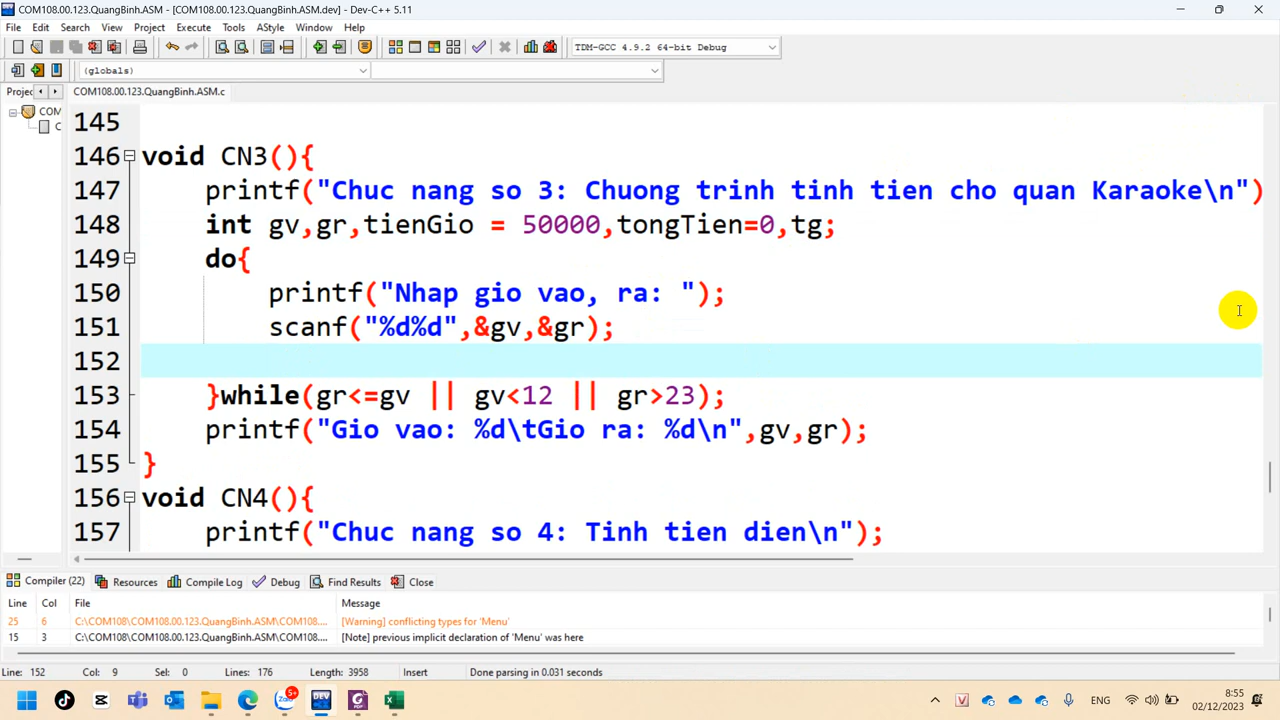 COM108.00.123.QuangBinh.ASM - [COM108.00.123.QuangBinh.ASM.dev] - Dev-C++ 5.11
File Edit Search View Project Execute Tools AStyle Window Help
TDM-GCC 4.9.2 64-bit Debug
(globals)
Projec COM108.00.123.QuangBinh.ASM.c
COM
C
145
146 void CN3(){
147 printf("Chuc nang so 3: Chuong trinh tinh tien cho quan Karaoke\n")
148 int gv,gr,tienGio = 50000,tongTien=0,tg;
149 do{
150 printf("Nhap gio vao, ra: ");
151 scanf("%d%d",&gv,&gr);
152
153 }while(gr<=gv || gv<12 || gr>23);
154 printf("Gio vao: %d\tGio ra: %d\n",gv,gr);
155 }
156 void CN4(){
157 printf("Chuc nang so 4: Tinh tien dien\n");
Compiler (22) Resources Compile Log Debug Find Results Close
Line Col File Message
25 6 C:\COM108\COM108.00.123.QuangBinh.ASM\COM108.... [Warning] conflicting types for 'Menu'
15 3 C:\COM108\COM108.00.123.QuangBinh.ASM\COM108.... [Note] previous implicit declaration of 'Menu' was here
Line: 152 Col: 9 Sel: 0 Lines: 176 Length: 3958 Insert Done parsing in 0.031 seconds
5+
Zalo
DEV
V
ENG
8:55
02/12/2023